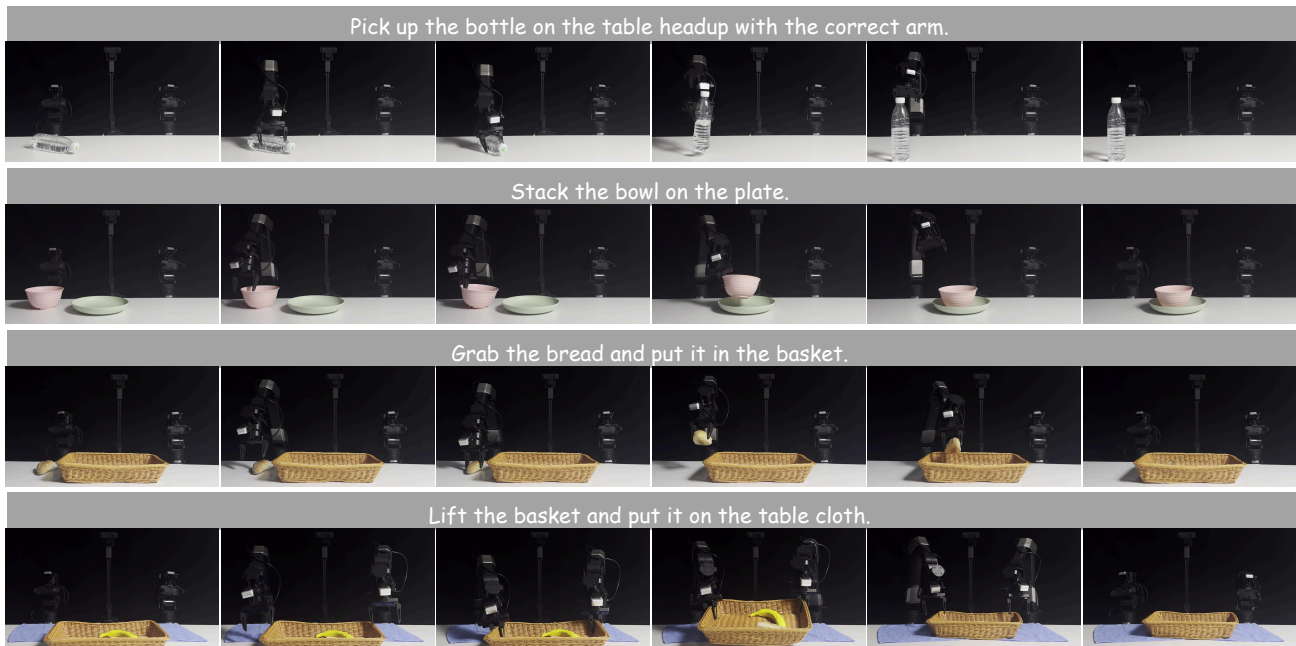 Pick up the bottle on the table headup with the correct arm.
Stack the bowl on the plate.
Grab the bread and put it in the basket.
Lift the basket and put it on the table cloth.